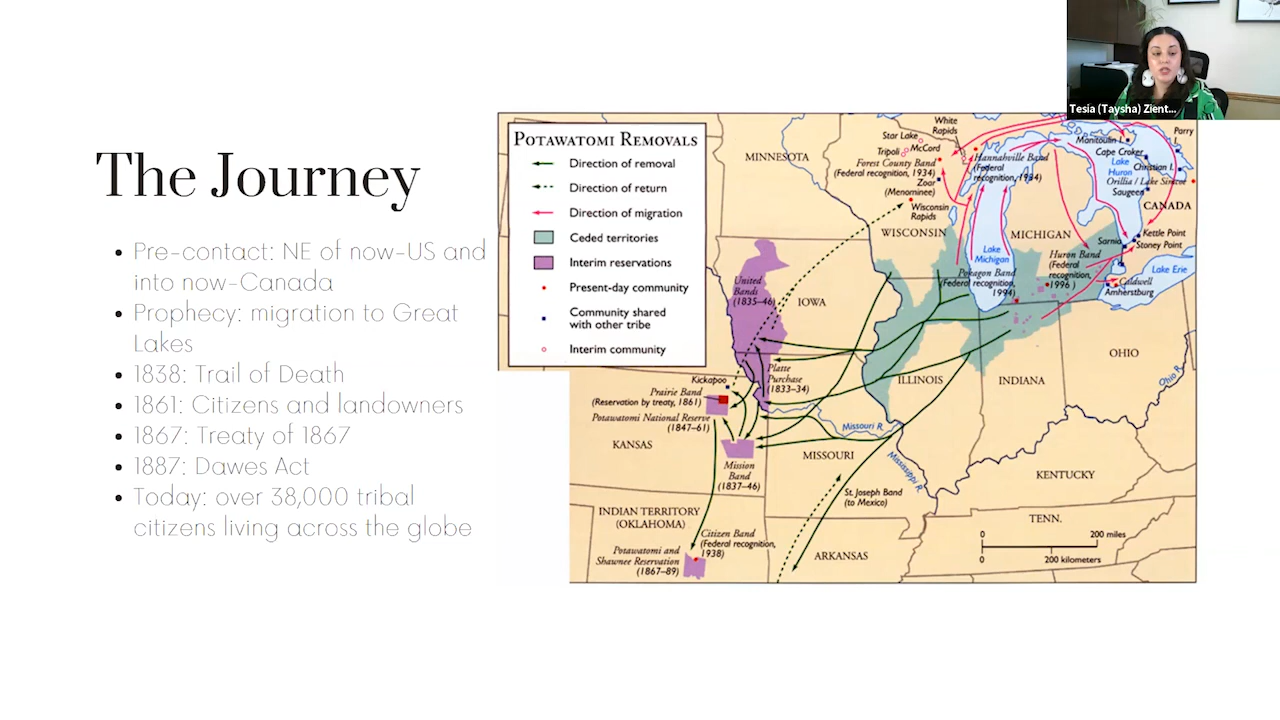 Tesia (Taysha) Zient...
The Journey
• Pre-contact: NE of now-US and
into now-Canada
• Prophecy: migration to Great
Lakes
• 1838: Trail of Death
• 1861: Citizens and landowners
• 1867: Treaty of 1867
• 1887: Dawes Act
• Today: over 38,000 tribal
citizens living across the globe
POTAWATOMI REMOVALS
Direction of removal
Direction of return
Direction of migration
Ceded territories
Interim reservations
Present-day community
Community shared
with other tribe
Interim community
MINNESOTA
White
Rapids
Star Lake
McCord
Tripoli
Forest County Band
(Federal recognition, 1934)
Zoar
(Menominee)
Wisconsin
Rapids
WISCONSIN
Hannahville Band
(Federal
recognition, 1934)
Manitoulin I.
Parry
I.
Cape Croker
Lake
Huron
Christian I.
Orillia / Lake Simcoe
Saugeen
CANADA
Kettle Point
Stoney Point
Sarnia
MICHIGAN
Lake
Michigan
Huron Band
(Federal
recognition,
1996)
Lake Erie
Caldwell
Amherstburg
Pokagon Band
(Federal recognition,
1994)
United
Bands
(1835–46)
IOWA
OHIO
Ohio R.
ILLINOIS
INDIANA
Platte
Purchase
(1833–34)
Kickapoo
Prairie Band
(Reservation by treaty, 1861)
Potawatomi National Reserve
(1847–61)
KANSAS
Missouri R.
MISSOURI
Mississippi R.
Mission
Band
(1837–46)
KENTUCKY
St. Joseph Band
(to Mexico)
INDIAN TERRITORY
(OKLAHOMA)
Citizen Band
(Federal recognition,
1938)
Potawatomi and
Shawnee Reservation
(1867–89)
ARKANSAS
TENN.
0 200 miles
0 200 kilometers